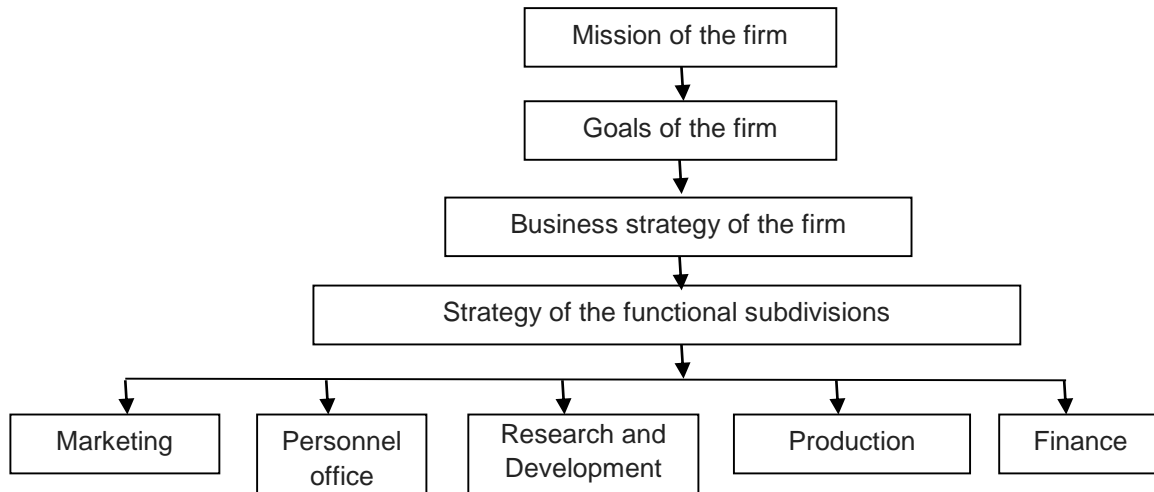 Mission of the firm
Goals of the firm
Business strategy of the firm
Strategy of the functional subdivisions
Marketing
Personnel
office
Research and
Development
Production
Finance